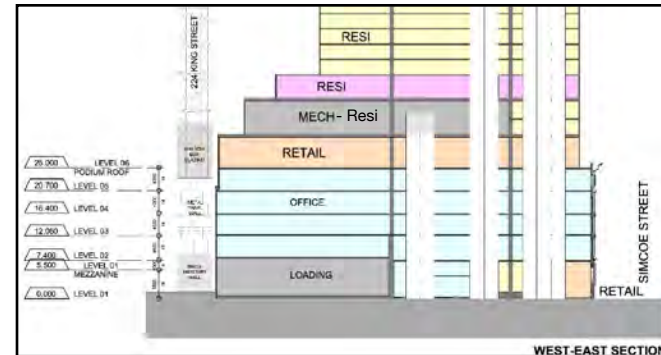 224 KING STREET
RESI
RESI
MECH - Resi
RETAIL
25.000 LEVEL 06
PODIUM ROOF
20.700 LEVEL 05
16.400 LEVEL 04
OFFICE
12.050 LEVEL 03
7.400 LEVEL 02
5.500 LEVEL 01
MEZZANINE
LOADING
0.000 LEVEL 01
RETAIL
SIMCOE STREET
WEST-EAST SECTION